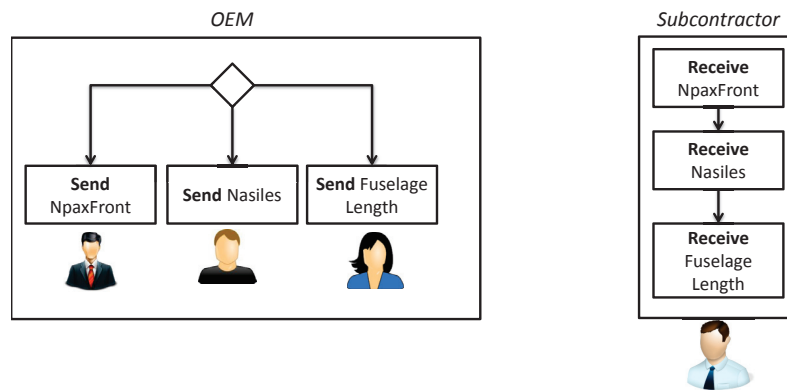 OEM
Send
NpaxFront
Send Nasiles
Send Fuselage
Length
Subcontractor
Receive
NpaxFront
Receive
Nasiles
Receive
Fuselage
Length